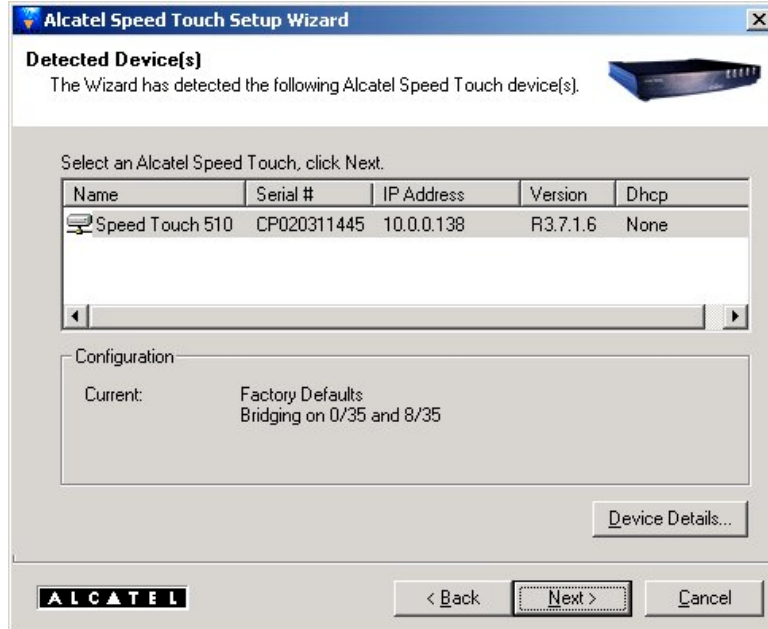 Alcatel Speed Touch Setup Wizard
Detected Device(s)
The Wizard has detected the following Alcatel Speed Touch device(s).
Select an Alcatel Speed Touch, click Next.
Name Serial # IP Address Version Dhcp
Speed Touch 510 CP020311445 10.0.0.138 R3.7.1.6 None
Configuration
Current: Factory Defaults
Bridging on 0/35 and 8/35
Device Details...
ALCATEL < Back Next > Cancel